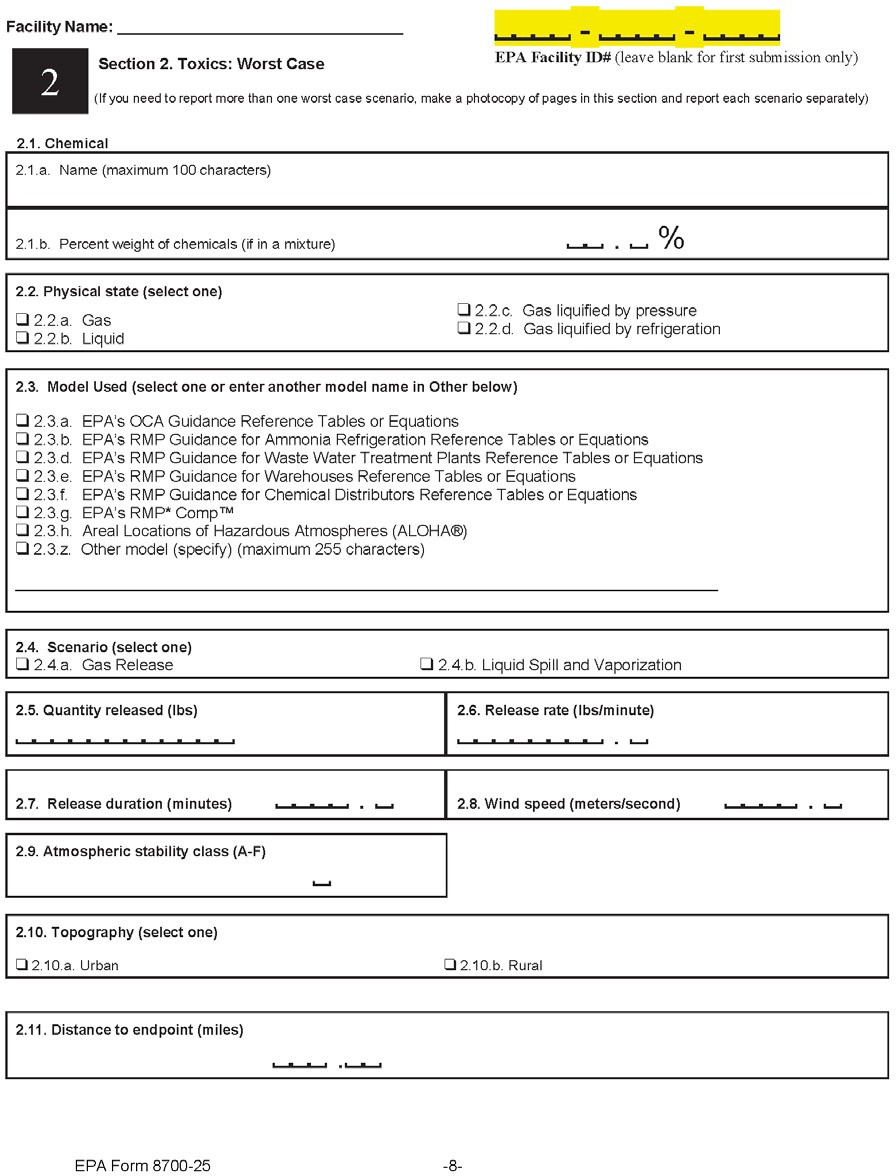 Facility Name:
EPA Facility ID# (leave blank for first submission only)
2
Section 2. Toxics: Worst Case
(If you need to report more than one worst case scenario, make a photocopy of pages in this section and report each scenario separately)
2.1. Chemical
2.1.a. Name (maximum 100 characters)
2.1.b. Percent weight of chemicals (if in a mixture) . %
2.2. Physical state (select one)
2.2.a. Gas
2.2.b. Liquid
2.2.c. Gas liquified by pressure
2.2.d. Gas liquified by refrigeration
2.3. Model Used (select one or enter another model name in Other below)
2.3.a. EPA's OCA Guidance Reference Tables or Equations
2.3.b. EPA's RMP Guidance for Ammonia Refrigeration Reference Tables or Equations
2.3.d. EPA's RMP Guidance for Waste Water Treatment Plants Reference Tables or Equations
2.3.e. EPA's RMP Guidance for Warehouses Reference Tables or Equations
2.3.f. EPA's RMP Guidance for Chemical Distributors Reference Tables or Equations
2.3.g. EPA's RMP* Comp™
2.3.h. Areal Locations of Hazardous Atmospheres (ALOHA®)
2.3.z. Other model (specify) (maximum 255 characters)
2.4. Scenario (select one)
2.4.a. Gas Release
2.4.b. Liquid Spill and Vaporization
2.5. Quantity released (lbs)
2.6. Release rate (lbs/minute)
2.7. Release duration (minutes)
2.8. Wind speed (meters/second)
2.9. Atmospheric stability class (A-F)
2.10. Topography (select one)
2.10.a. Urban
2.10.b. Rural
2.11. Distance to endpoint (miles)
EPA Form 8700-25
-8-